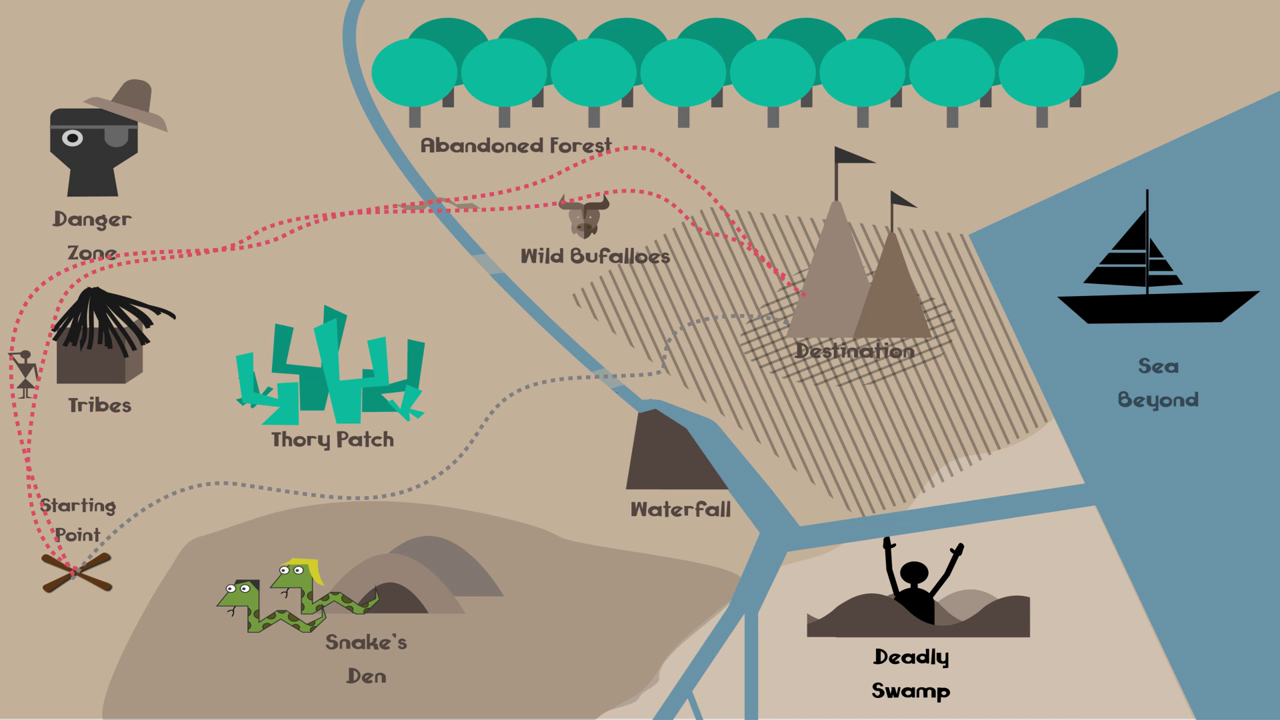 Abandoned Forest
Danger
Zone
Wild Bufalloes
Destination
Sea
Beyond
Tribes
Thory Patch
Starting
Point
Waterfall
Snake's
Den
Deadly
Swamp